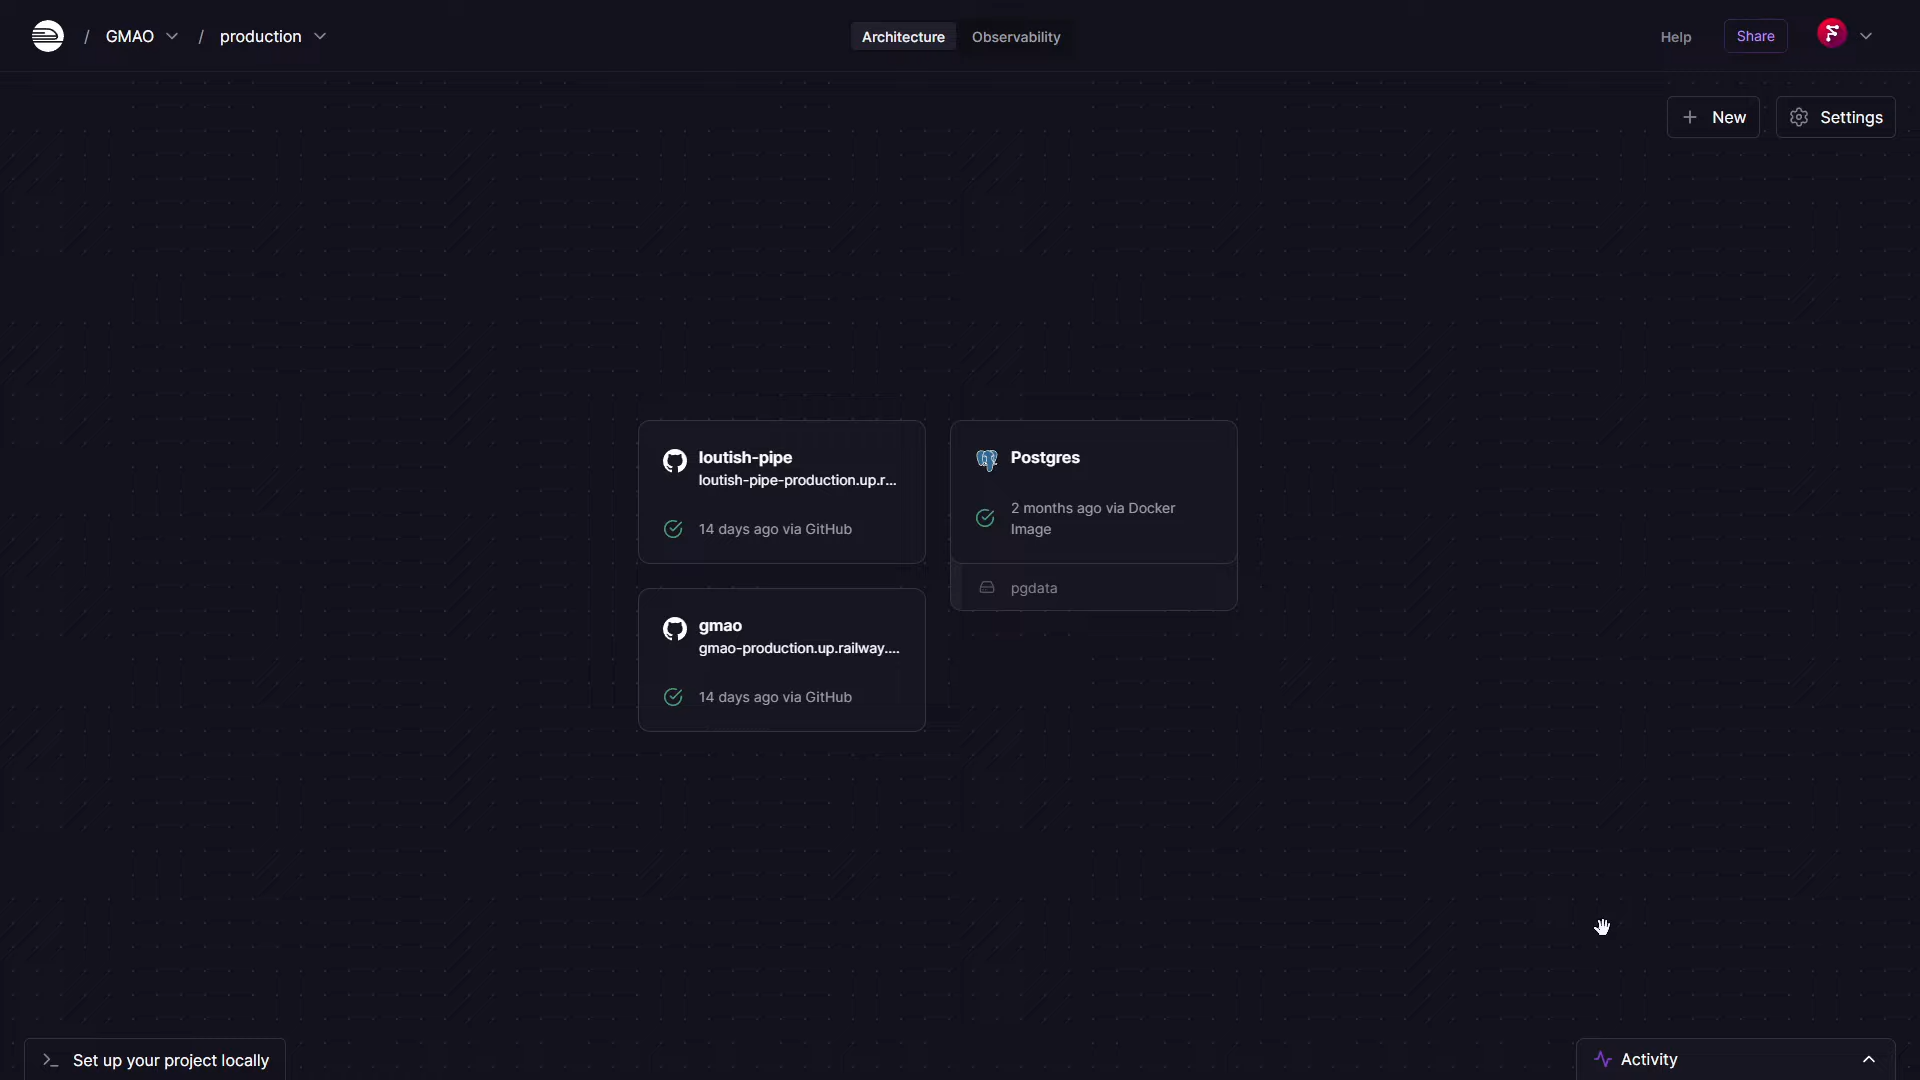 / GMAO / production
Architecture Observability
Help Share
+ New Settings
loutish-pipe
loutish-pipe-production.up.r...
14 days ago via GitHub
Postgres
2 months ago via Docker
Image
pgdata
gmao
gmao-production.up.railway....
14 days ago via GitHub
>_ Set up your project locally
Activity